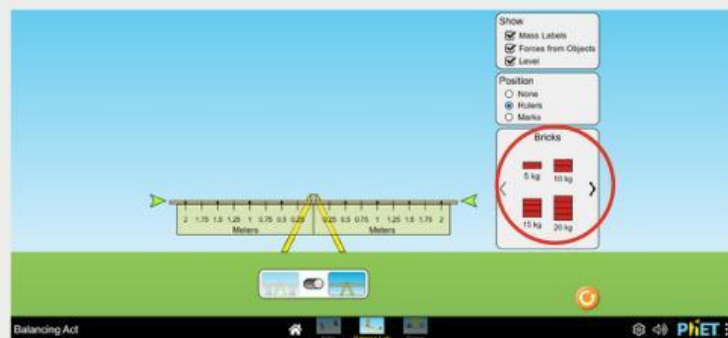 Show
Mass Labels
Forces from Objects
Level
Position
None
Rulers
Marks
Bricks
5 kg 10 kg
15 kg 20 kg
2 1.75 1.5 1.25 1 0.75 0.5 0.25 0.25 0.5 0.75 1 1.25 1.5 1.75 2
Meters Meters
Balancing Act
PhET